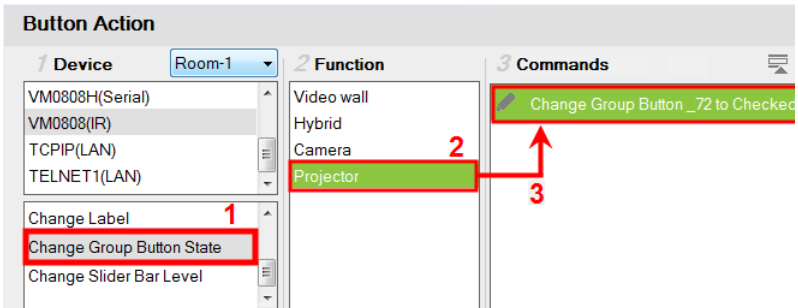 Button Action
1 Device Room-1 2 Function 3 Commands
VM0808H(Serial) Video wall Change Group Button _72 to Checked
VM0808(IR) Hybrid
TCPIP(LAN) Camera 2
TELNET1(LAN) Projector
3
Change Label 1
Change Group Button State
Change Slider Bar Level